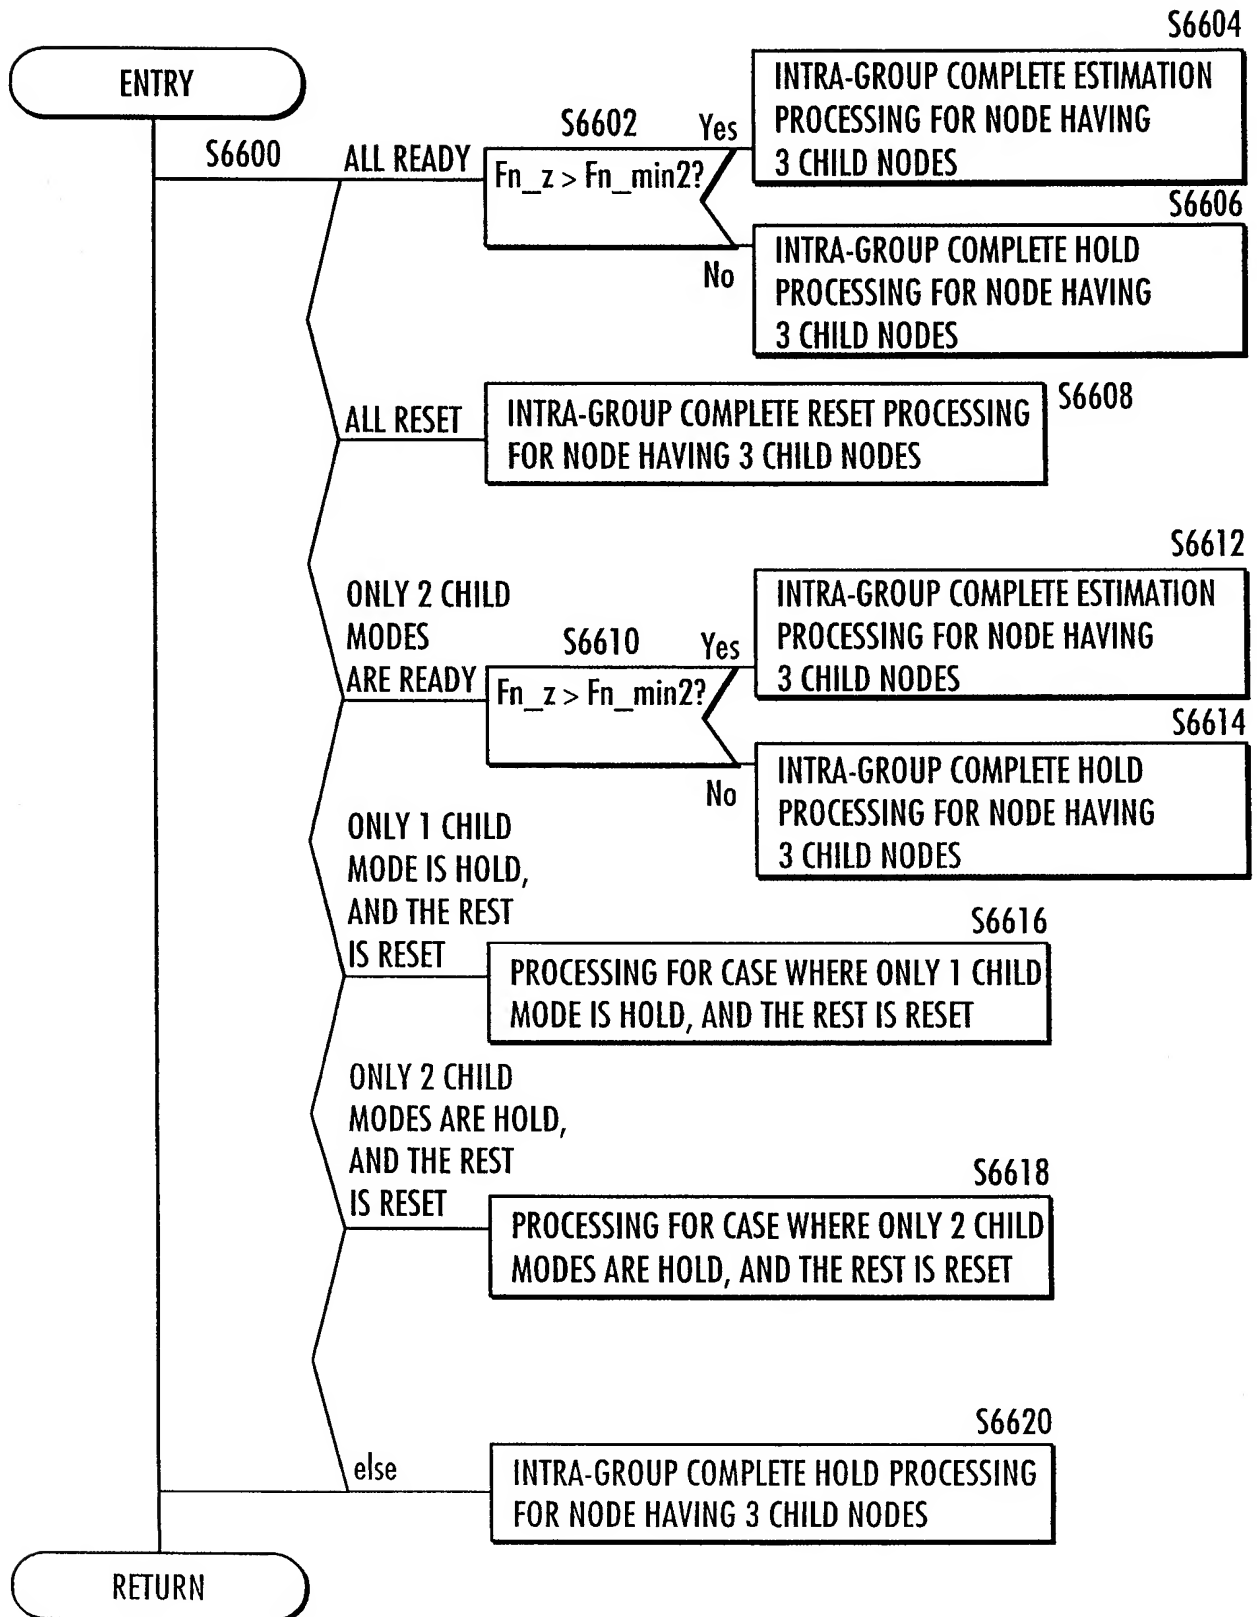 ENTRY
S6600
ALL READY
S6602
Fn_z > Fn_min2?
Yes
S6604
INTRA-GROUP COMPLETE ESTIMATION
PROCESSING FOR NODE HAVING
3 CHILD NODES
No
S6606
INTRA-GROUP COMPLETE HOLD
PROCESSING FOR NODE HAVING
3 CHILD NODES
ALL RESET
S6608
INTRA-GROUP COMPLETE RESET PROCESSING
FOR NODE HAVING 3 CHILD NODES
ONLY 2 CHILD
MODES
ARE READY
S6610
Fn_z > Fn_min2?
Yes
S6612
INTRA-GROUP COMPLETE ESTIMATION
PROCESSING FOR NODE HAVING
3 CHILD NODES
No
S6614
INTRA-GROUP COMPLETE HOLD
PROCESSING FOR NODE HAVING
3 CHILD NODES
ONLY 1 CHILD
MODE IS HOLD,
AND THE REST
IS RESET
S6616
PROCESSING FOR CASE WHERE ONLY 1 CHILD
MODE IS HOLD, AND THE REST IS RESET
ONLY 2 CHILD
MODES ARE HOLD,
AND THE REST
IS RESET
S6618
PROCESSING FOR CASE WHERE ONLY 2 CHILD
MODES ARE HOLD, AND THE REST IS RESET
else
S6620
INTRA-GROUP COMPLETE HOLD PROCESSING
FOR NODE HAVING 3 CHILD NODES
RETURN